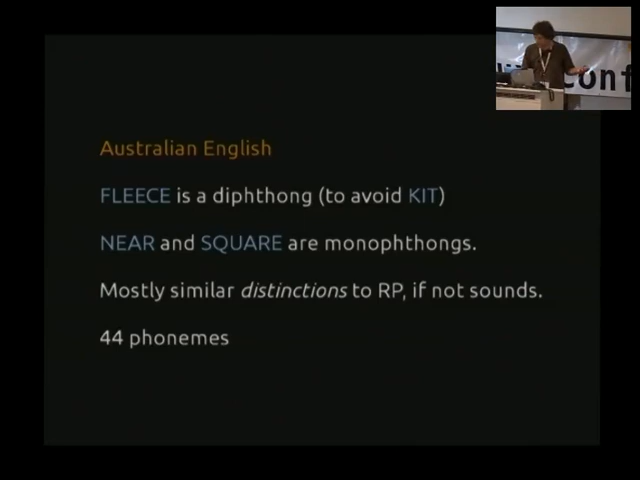 Australian English
FLEECE is a diphthong (to avoid KIT)
NEAR and SQUARE are monophthongs.
Mostly similar distinctions to RP, if not sounds.
44 phonemes
Conf